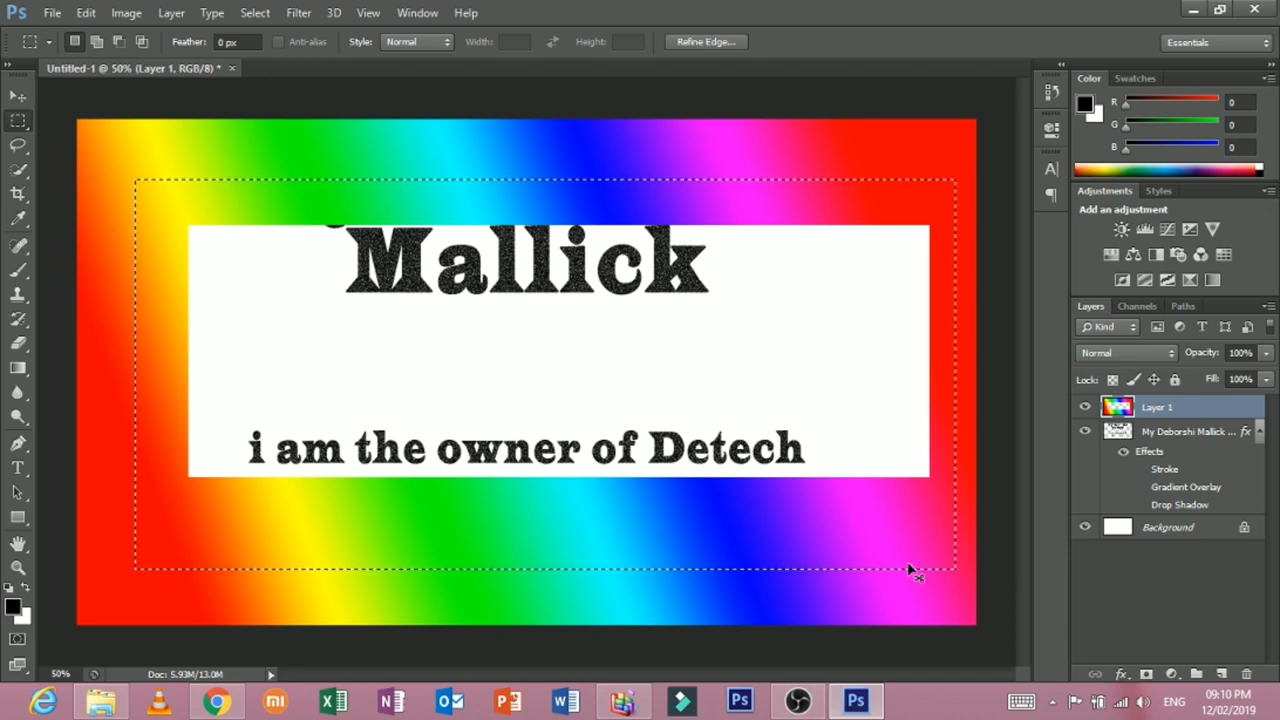 Ps File Edit Image Layer Type Select Filter 3D View Window Help
Feather: 0 px Anti-alias Style: Normal Width: Height: Refine Edge... Essentials
Untitled-1 @ 50% (Layer 1, RGB/8) * ×
Color Swatches
R 0
G 0
B 0
Adjustments Styles
Add an adjustment
Layers Channels Paths
Kind
Normal Opacity: 100%
Lock: Fill: 100%
Layer 1
My Deborshi Mallick ... fx
Effects
Stroke
Gradient Overlay
Drop Shadow
Background
Mallick
i am the owner of Detech
50% Doc: 5.93M/13.0M
ENG 09:10 PM
12/02/2019